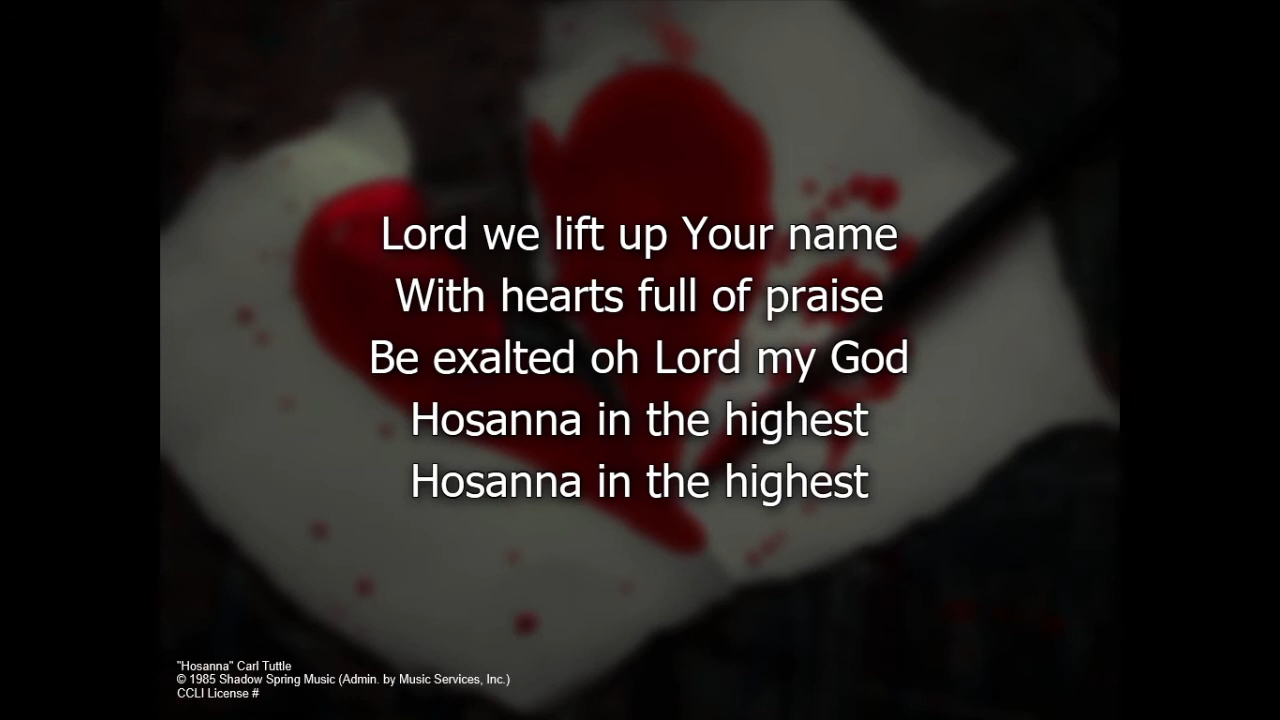 Lord we lift up Your name
With hearts full of praise
Be exalted oh Lord my God
Hosanna in the highest
Hosanna in the highest
"Hosanna" Carl Tuttle
© 1985 Shadow Spring Music (Admin. by Music Services, Inc.)
CCLI License #